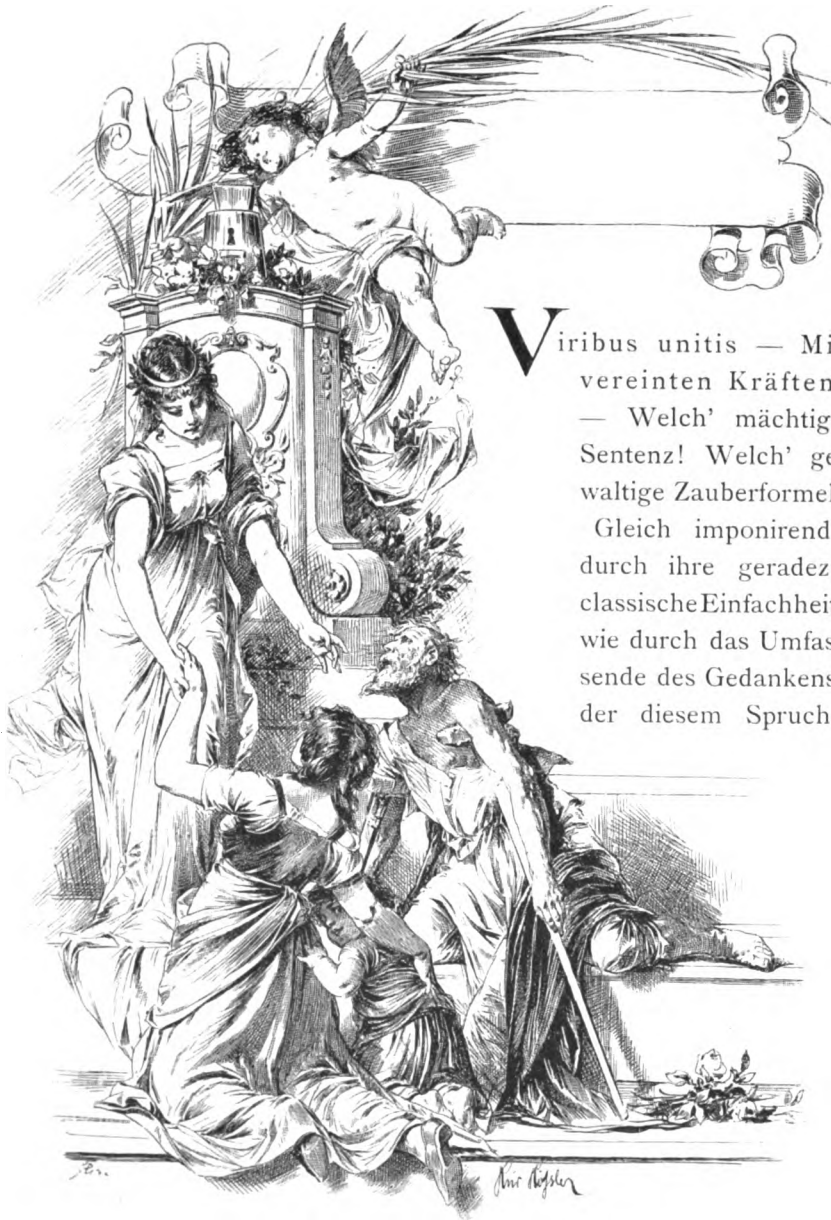 Viribus unitis — Mi
vereinten Kräften
— Welch' mächtig
Sentenz! Welch' ge
waltige Zauberformel
Gleich imponirend
durch ihre geradez
classische Einfachheit
wie durch das Umfas
sende des Gedankens
der diesem Spruch